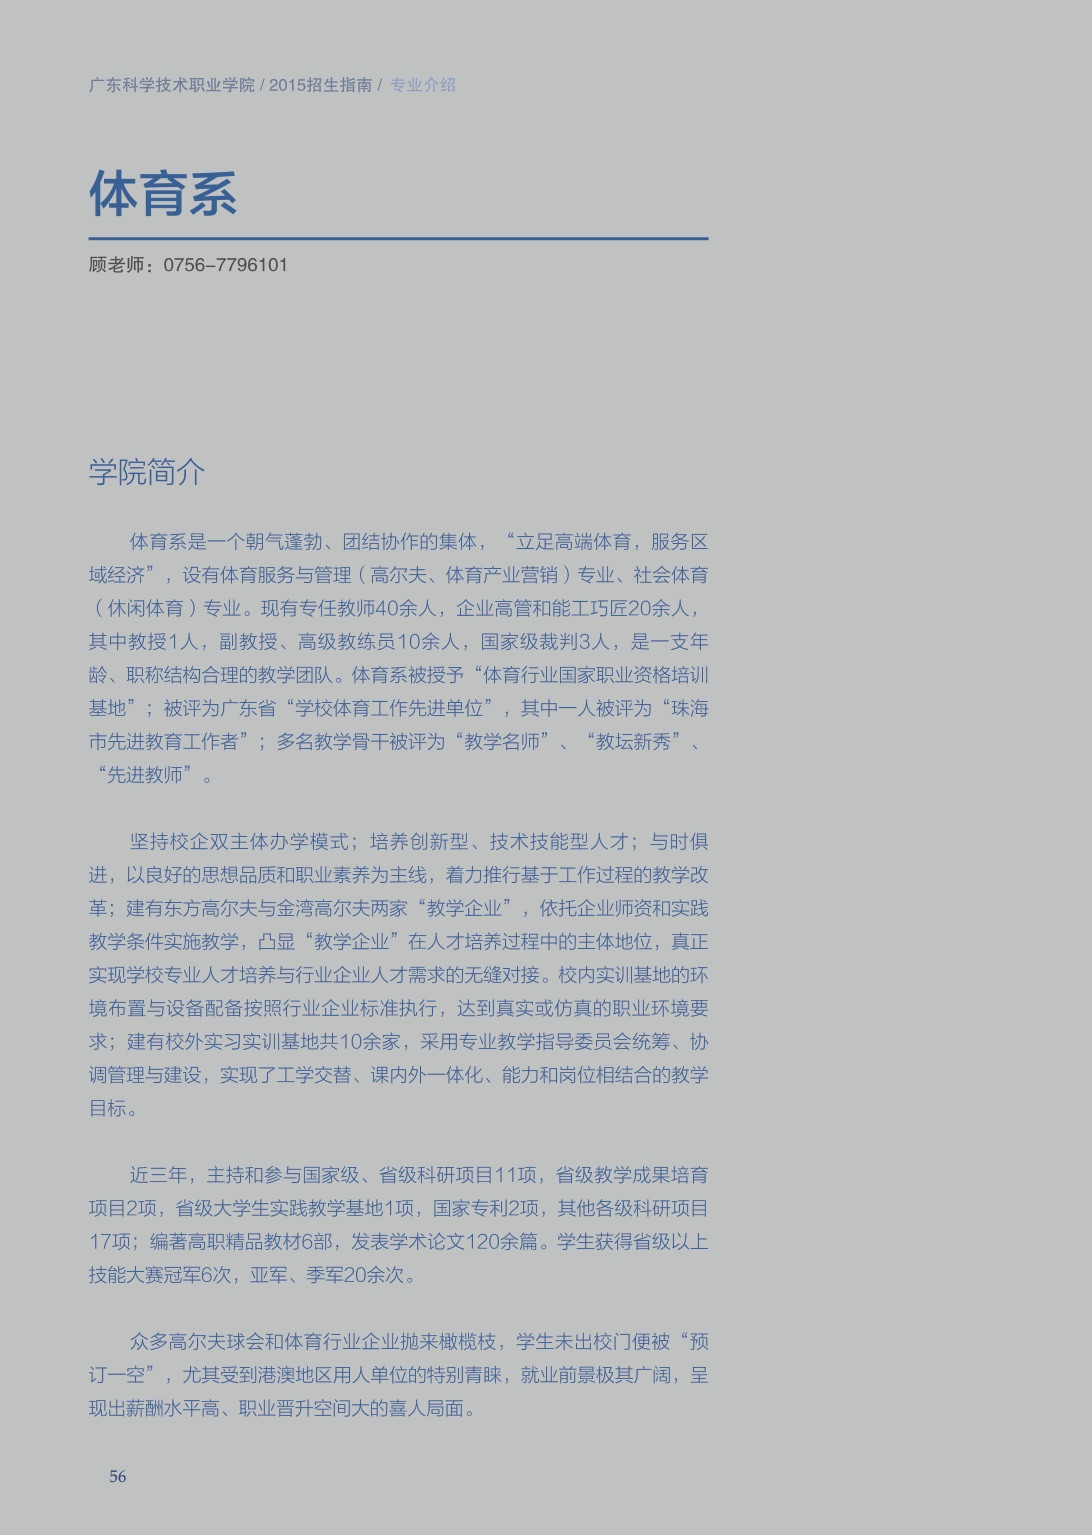 广东科学技术职业学院 / 2015招生指南 / 专业介绍
体育系
顾老师：0756-7796101
学院简介
体育系是一个朝气蓬勃、团结协作的集体，“立足高端体育，服务区
域经济”，设有体育服务与管理（高尔夫、体育产业营销）专业、社会体育
（休闲体育）专业。现有专任教师40余人，企业高管和能工巧匠20余人，
其中教授1人，副教授、高级教练员10余人，国家级裁判3人，是一支年
龄、职称结构合理的教学团队。体育系被授予“体育行业国家职业资格培训
基地”；被评为广东省“学校体育工作先进单位”，其中一人被评为“珠海
市先进教育工作者”；多名教学骨干被评为“教学名师”、“教坛新秀”、
“先进教师”。
坚持校企双主体办学模式；培养创新型、技术技能型人才；与时俱
进，以良好的思想品质和职业素养为主线，着力推行基于工作过程的教学改
革；建有东方高尔夫与金湾高尔夫两家“教学企业”，依托企业师资和实践
教学条件实施教学，凸显“教学企业”在人才培养过程中的主体地位，真正
实现学校专业人才培养与行业企业人才需求的无缝对接。校内实训基地的环
境布置与设备配备按照行业企业标准执行，达到真实或仿真的职业环境要
求；建有校外实习实训基地共10余家，采用专业教学指导委员会统筹、协
调管理与建设，实现了工学交替、课内外一体化、能力和岗位相结合的教学
目标。
近三年，主持和参与国家级、省级科研项目11项，省级教学成果培育
项目2项，省级大学生实践教学基地1项，国家专利2项，其他各级科研项目
17项；编著高职精品教材6部，发表学术论文120余篇。学生获得省级以上
技能大赛冠军6次，亚军、季军20余次。
众多高尔夫球会和体育行业企业抛来橄榄枝，学生未出校门便被“预
订一空”，尤其受到港澳地区用人单位的特别青睐，就业前景极其广阔，呈
现出薪酬水平高、职业晋升空间大的喜人局面。
56